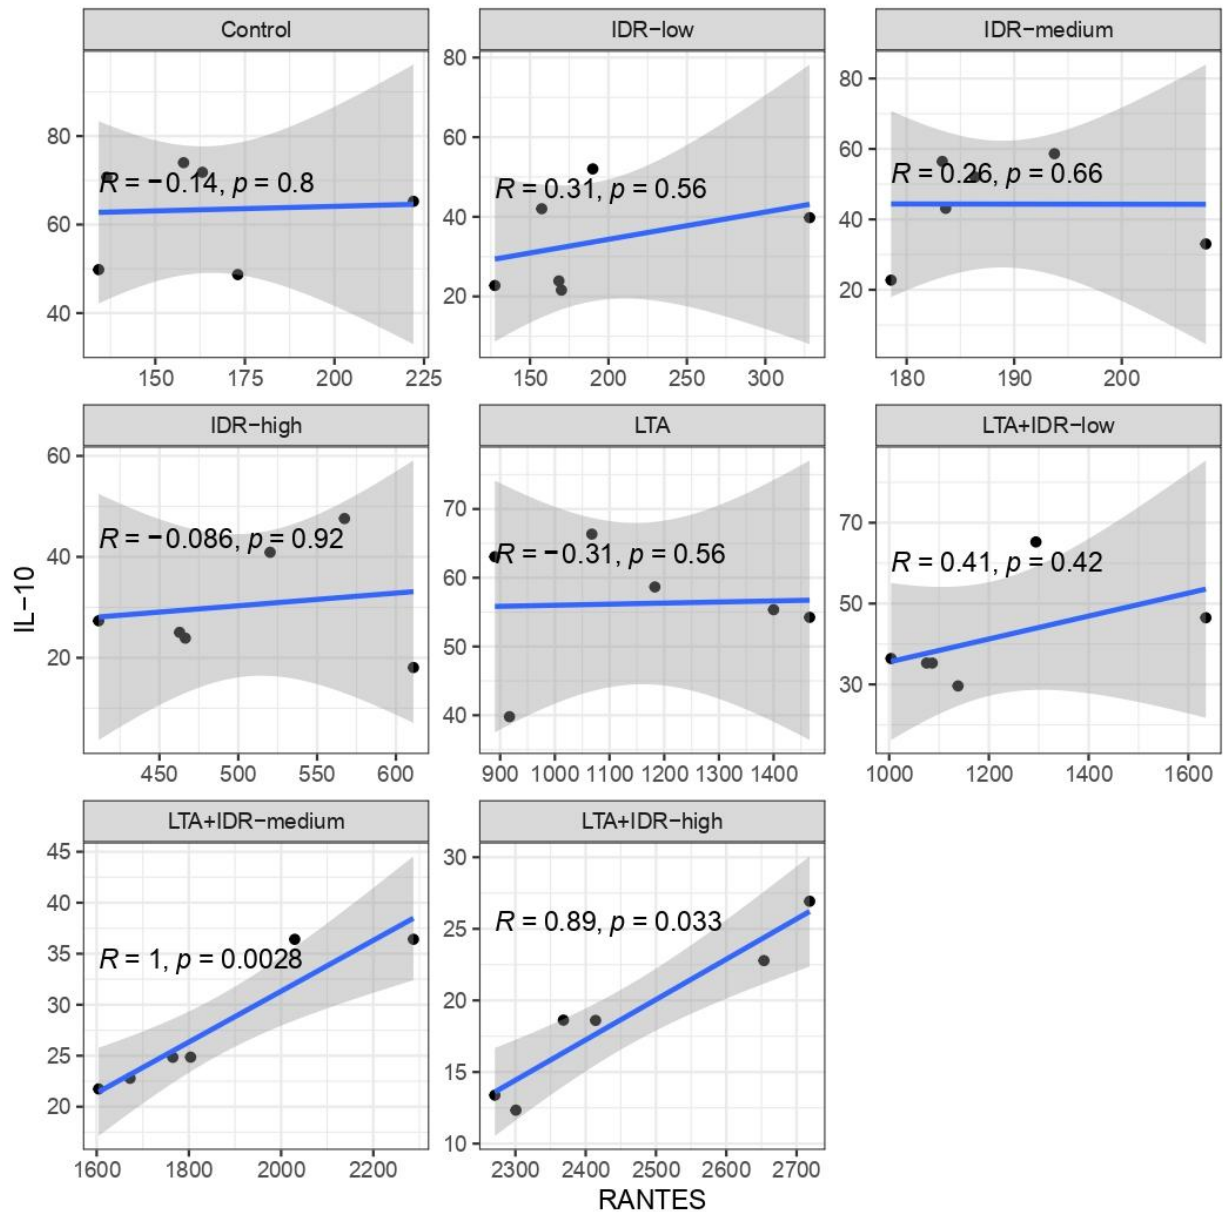 Control
IDR−low
IDR−medium
80
60
40
R = −0.14, p = 0.8
150 175 200 225
80
60
40
20
R = 0.31, p = 0.56
150 200 250 300
80
60
40
20
R = 0.26, p = 0.66
180 190 200
IDR−high
LTA
LTA+IDR−low
IL−10
60
40
20
R = −0.086, p = 0.92
450 500 550 600
70
60
50
40
R = −0.31, p = 0.56
900 1000 1100 1200 1300 1400
70
50
30
R = 0.41, p = 0.42
1000 1200 1400 1600
LTA+IDR−medium
LTA+IDR−high
45
40
35
30
25
20
R = 1, p = 0.0028
1600 1800 2000 2200
30
25
20
15
10
R = 0.89, p = 0.033
2300 2400 2500 2600 2700
RANTES